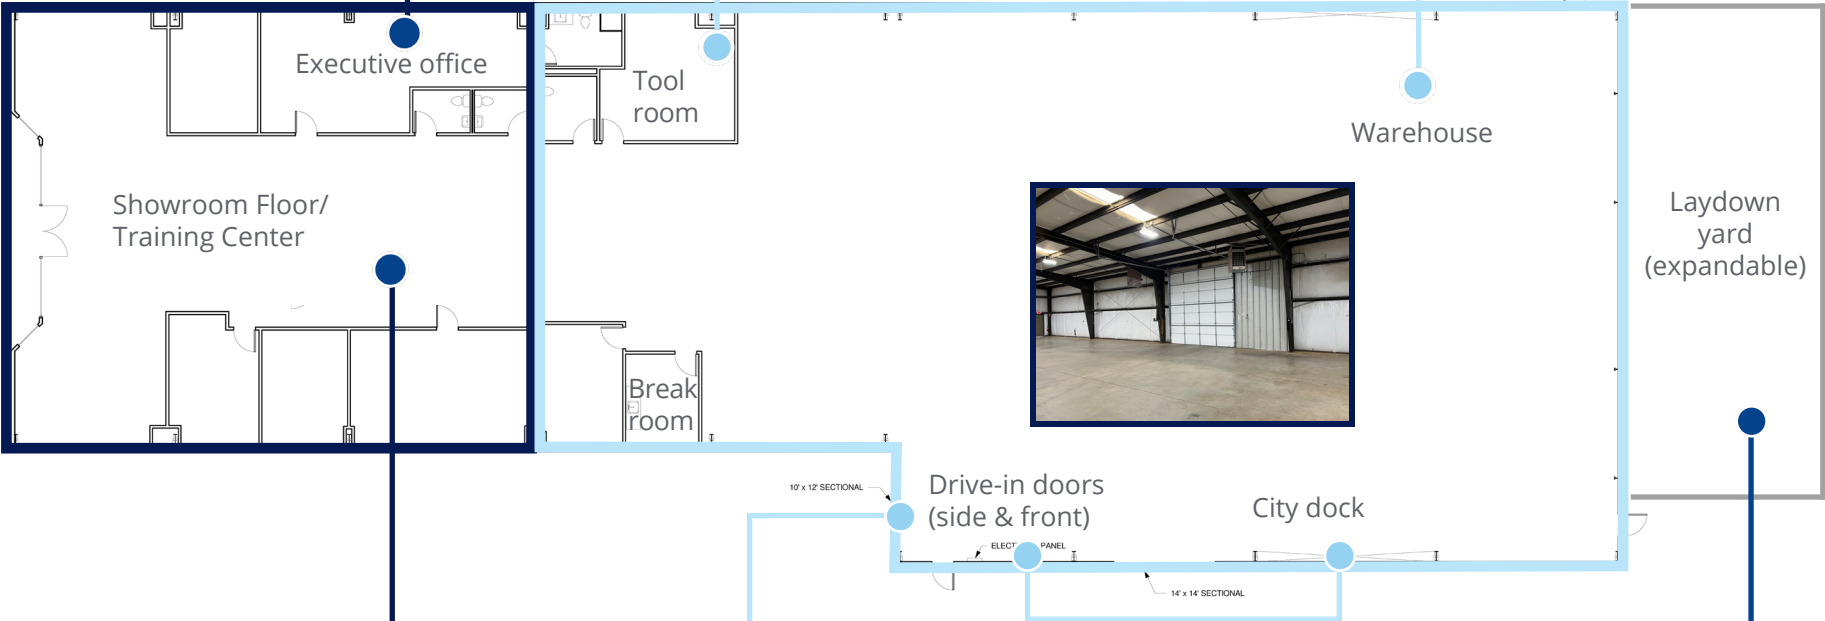 Executive office
Tool
room
Warehouse
Showroom Floor/
Training Center
Laydown
yard
(expandable)
Break
room
10' x 12' SECTIONAL
Drive-in doors
(side & front)
City dock
PANEL
14' x 14' SECTIONAL